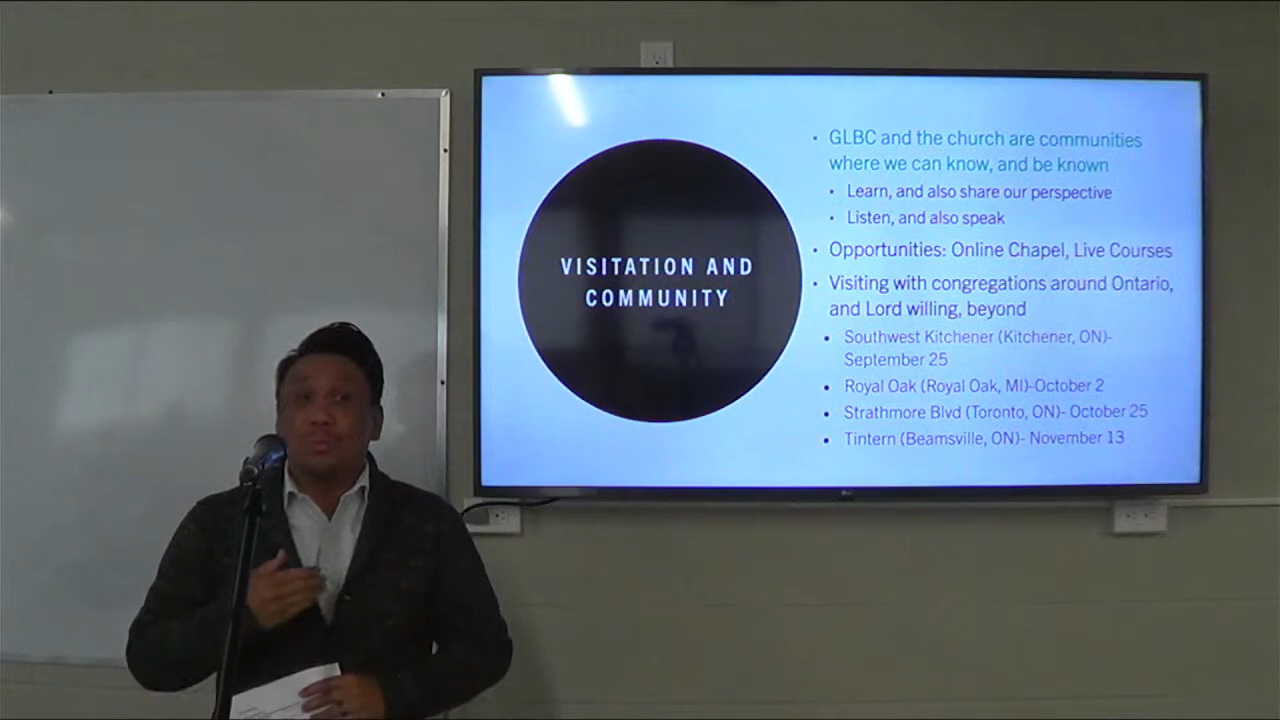 VISITATION AND
COMMUNITY
• GLBC and the church are communities
where we can know, and be known
• Learn, and also share our perspective
• Listen, and also speak
• Opportunities: Online Chapel, Live Courses
• Visiting with congregations around Ontario,
and Lord willing, beyond
• Southwest Kitchener (Kitchener, ON)-
September 25
• Royal Oak (Royal Oak, MI)-October 2
• Strathmore Blvd (Toronto, ON)- October 25
• Tintern (Beamsville, ON)- November 13